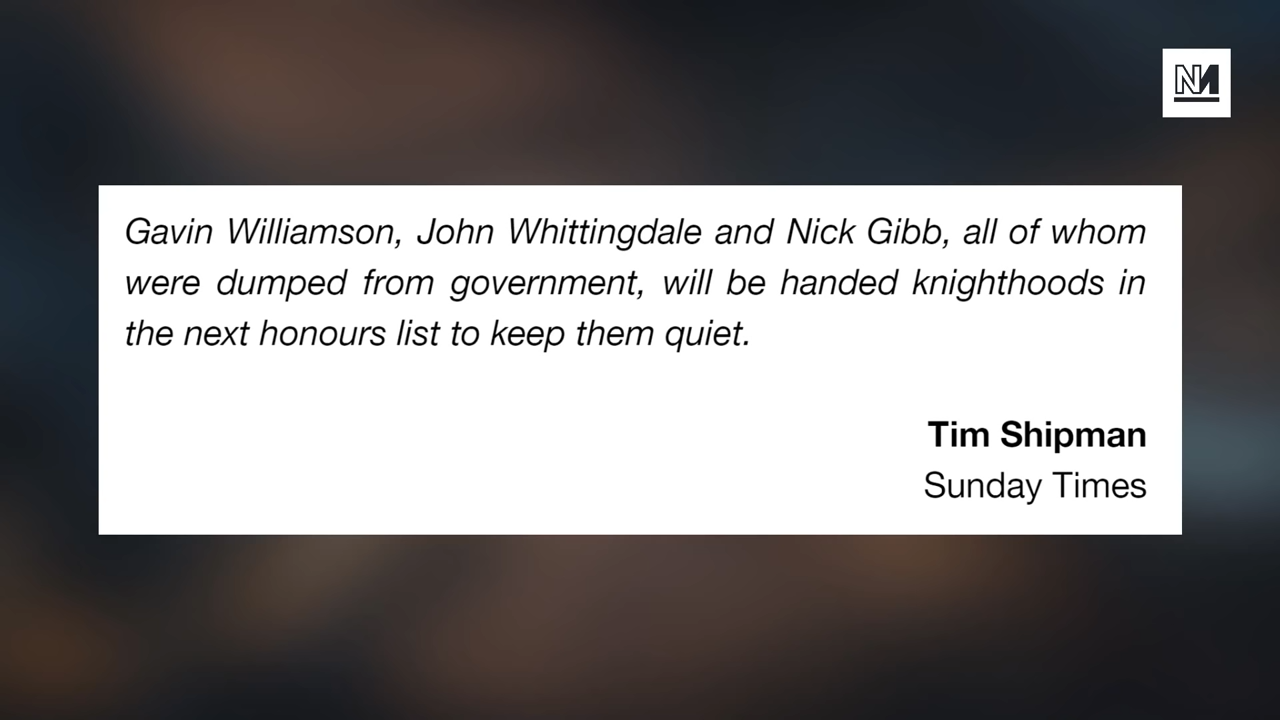 NM
Gavin Williamson, John Whittingdale and Nick Gibb, all of whom
were dumped from government, will be handed knighthoods in
the next honours list to keep them quiet.
Tim Shipman
Sunday Times